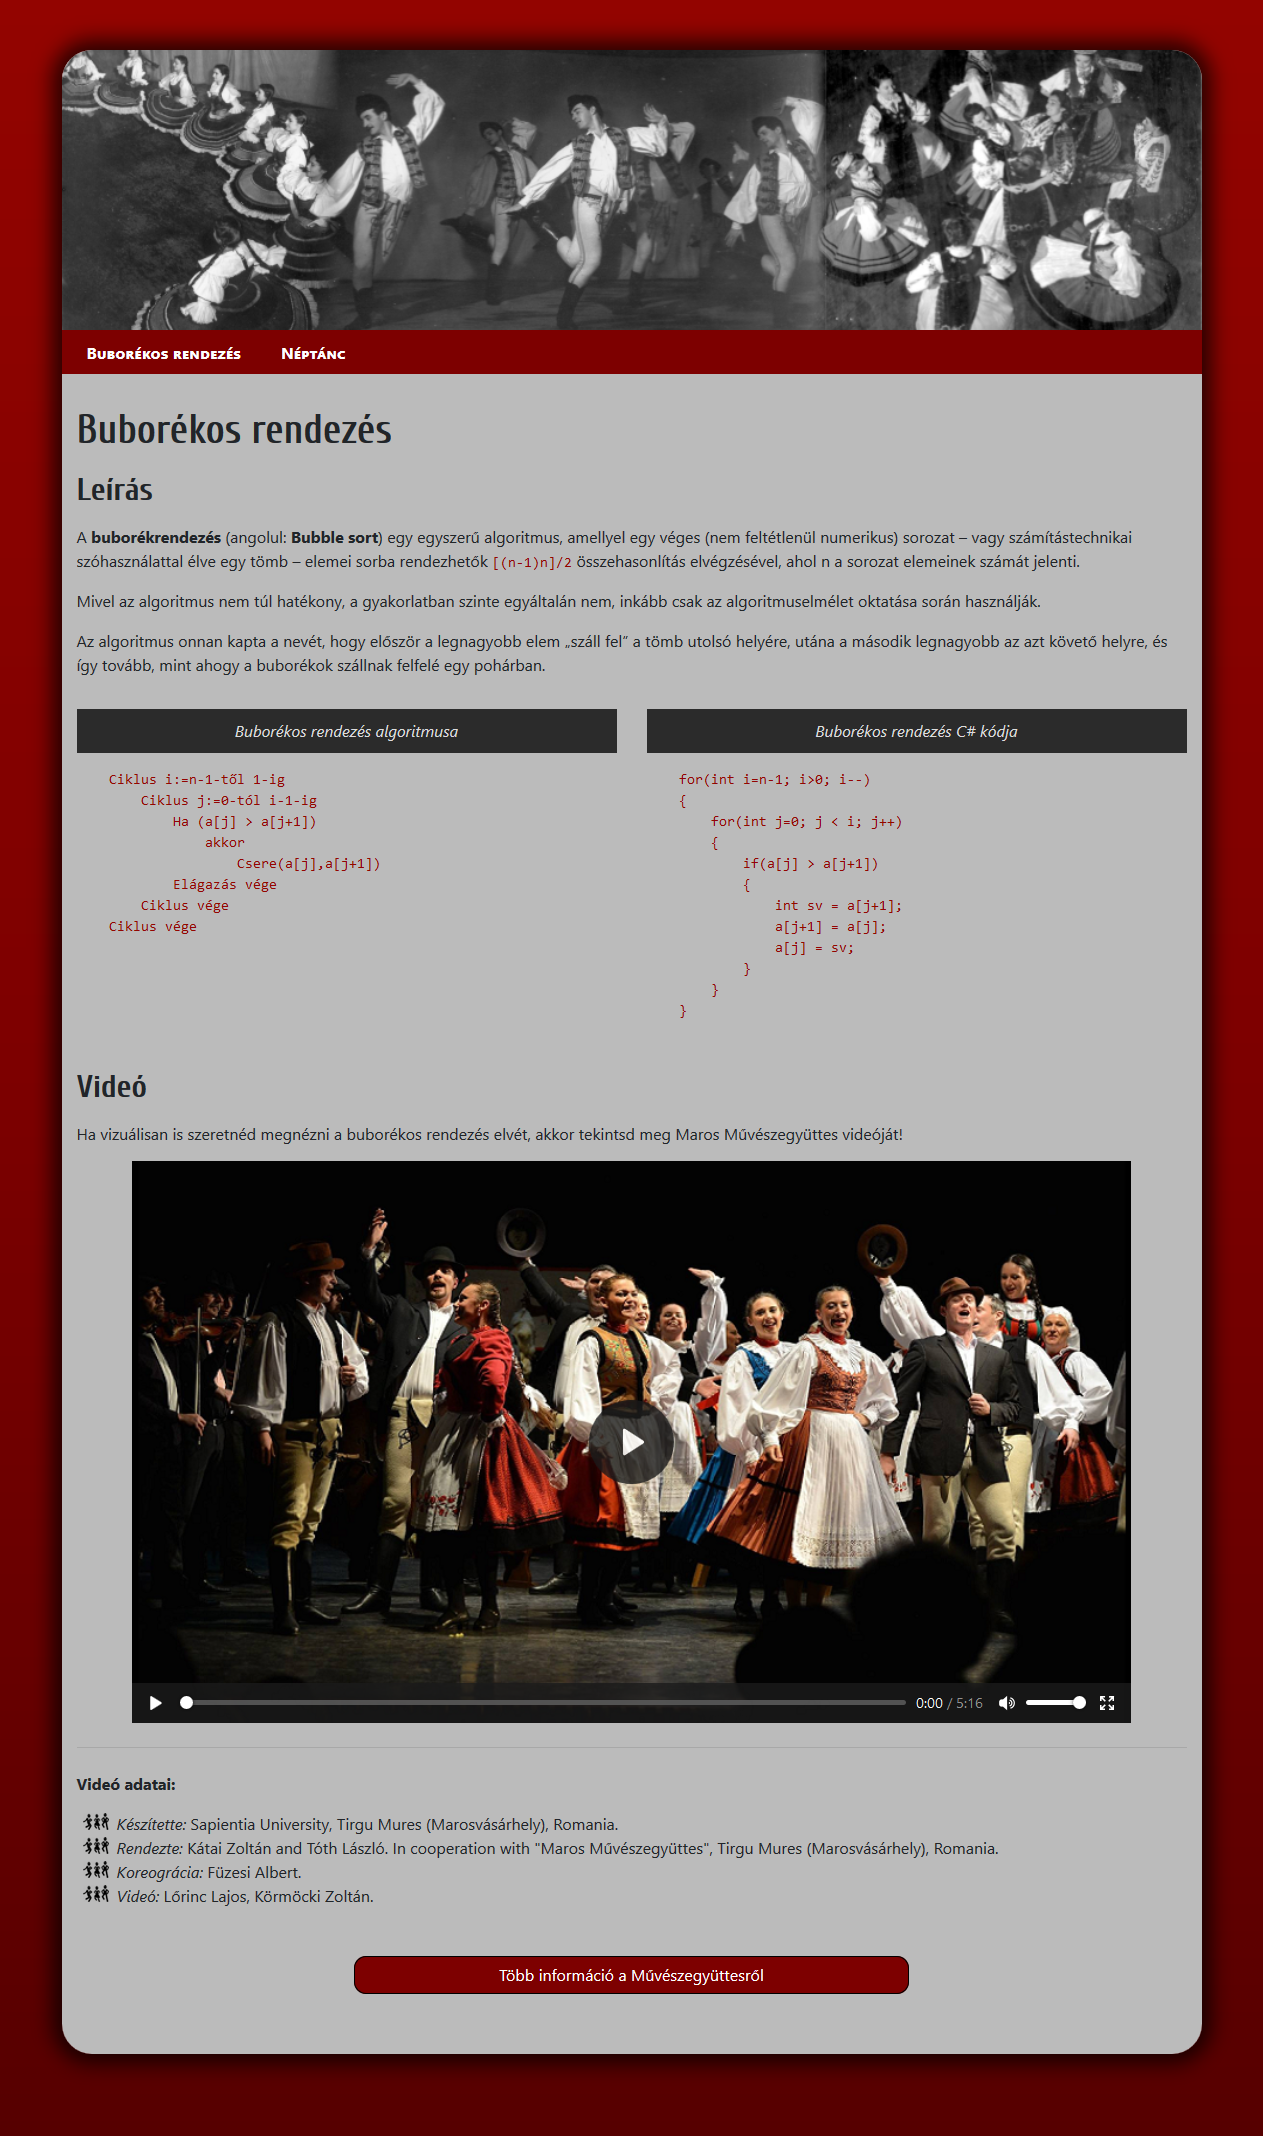 Buborékos rendezés Néptánc
Buborékos rendezés
Leírás
A buborékrendezés (angolul: Bubble sort) egy egyszerű algoritmus, amellyel egy véges (nem feltétlenül numerikus) sorozat – vagy számítástechnikai
szóhasználattal élve egy tömb – elemei sorba rendezhetők [(n-1)n]/2 összehasonlítás elvégzésével, ahol n a sorozat elemeinek számát jelenti.
Mivel az algoritmus nem túl hatékony, a gyakorlatban szinte egyáltalán nem, inkább csak az algoritmuselmélet oktatása során használják.
Az algoritmus onnan kapta a nevét, hogy először a legnagyobb elem „száll fel” a tömb utolsó helyére, utána a második legnagyobb az azt követő helyre, és
így tovább, mint ahogy a buborékok szállnak felfelé egy pohárban.
Buborékos rendezés algoritmusa
Ciklus i:=n-1-től 1-ig
    Ciklus j:=0-tól i-1-ig
        Ha (a[j] > a[j+1])
            akkor
                Csere(a[j],a[j+1])
        Elágazás vége
    Ciklus vége
Ciklus vége
Buborékos rendezés C# kódja
for(int i=n-1; i>0; i--)
{
    for(int j=0; j < i; j++)
    {
        if(a[j] > a[j+1])
        {
            int sv = a[j+1];
            a[j+1] = a[j];
            a[j] = sv;
        }
    }
}
Videó
Ha vizuálisan is szeretnéd megnézni a buborékos rendezés elvét, akkor tekintsd meg Maros Művészegyüttes videóját!
0:00 / 5:16
Videó adatai:
Készítette: Sapientia University, Tirgu Mures (Marosvásárhely), Romania.
Rendezte: Kátai Zoltán and Tóth László. In cooperation with "Maros Művészegyüttes", Tirgu Mures (Marosvásárhely), Romania.
Koreográcia: Füzesi Albert.
Videó: Lőrinc Lajos, Körmöcki Zoltán.
Több információ a Művészegyüttesről